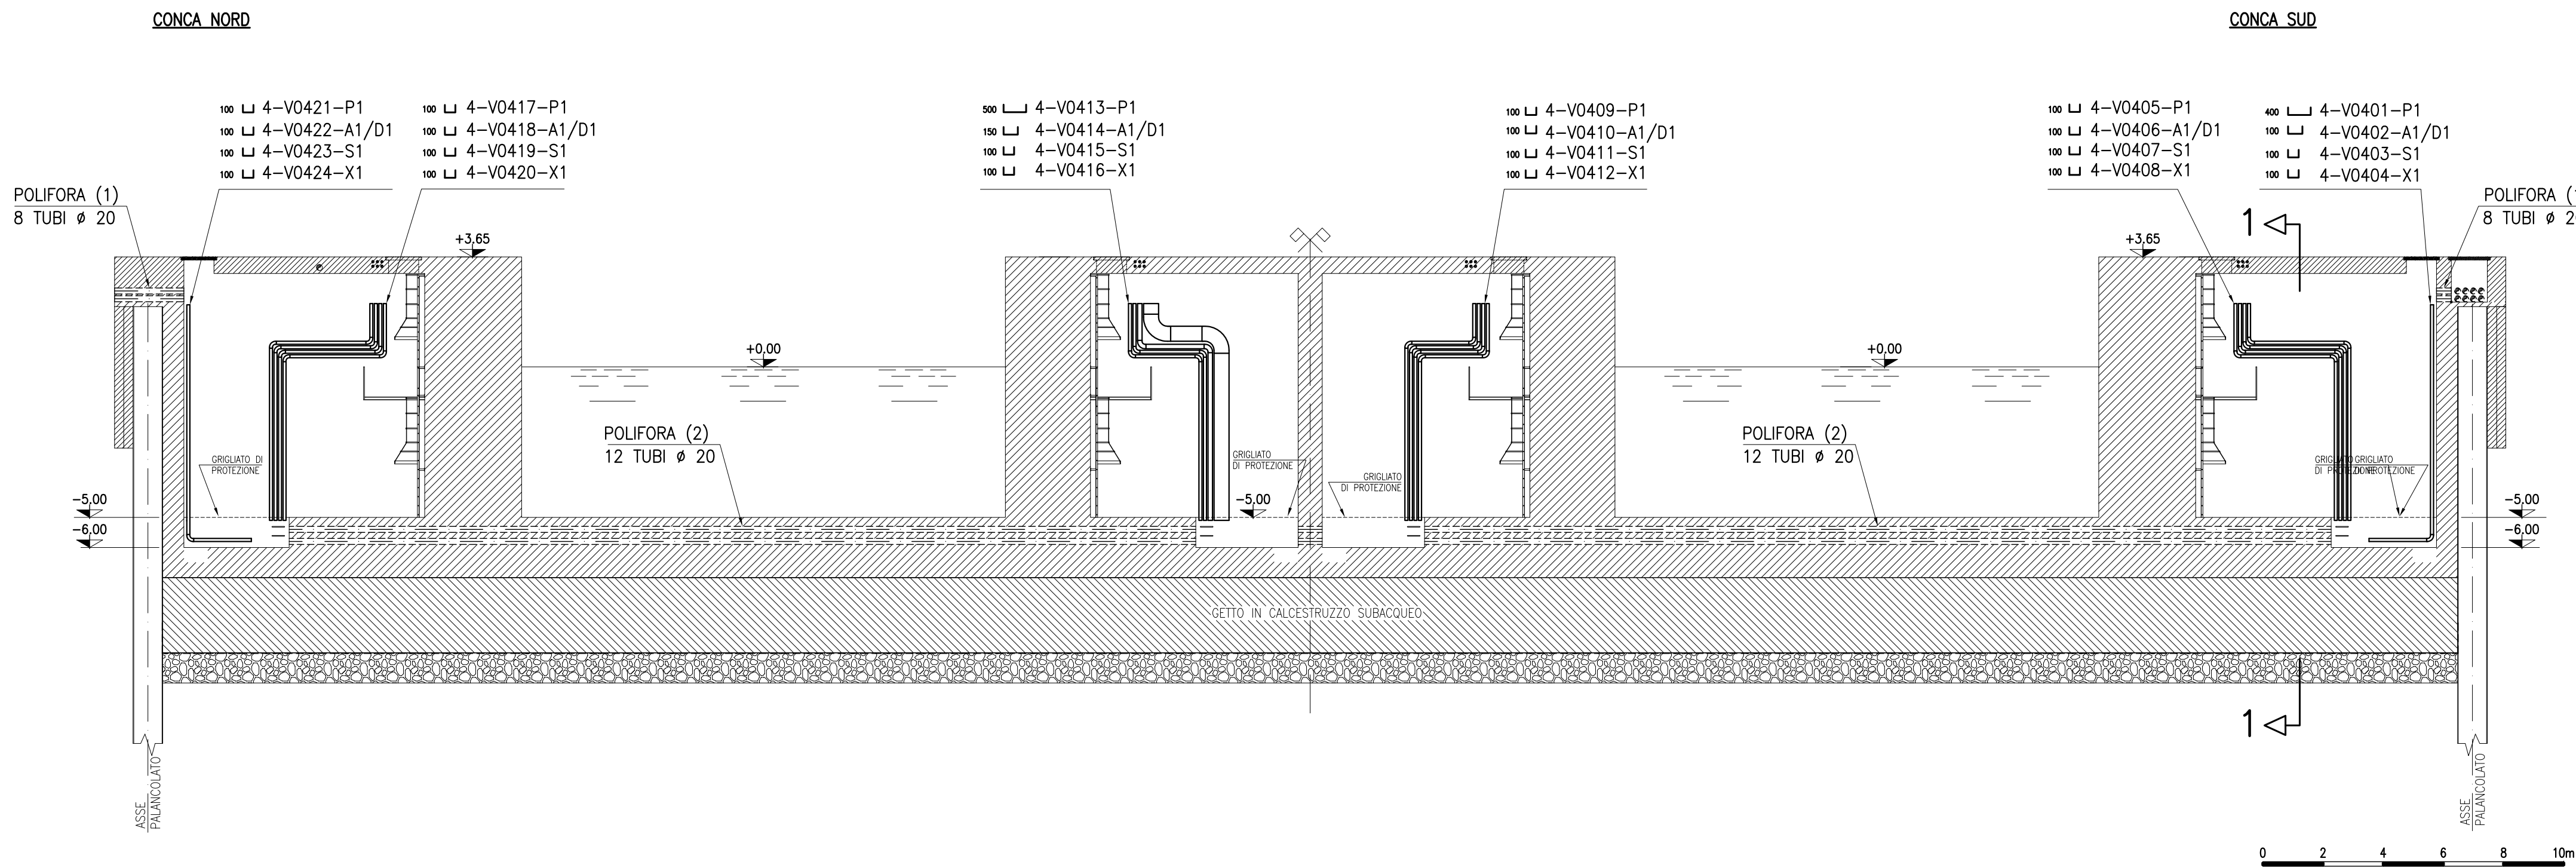 CONCA NORD
CONCA SUD
100 4-V0421-P1
100 4-V0422-A1/D1
100 4-V0423-S1
100 4-V0424-X1
100 4-V0417-P1
100 4-V0418-A1/D1
100 4-V0419-S1
100 4-V0420-X1
500 4-V0413-P1
150 4-V0414-A1/D1
100 4-V0415-S1
100 4-V0416-X1
100 4-V0409-P1
100 4-V0410-A1/D1
100 4-V0411-S1
100 4-V0412-X1
100 4-V0405-P1
100 4-V0406-A1/D1
100 4-V0407-S1
100 4-V0408-X1
400 4-V0401-P1
100 4-V0402-A1/D1
100 4-V0403-S1
100 4-V0404-X1
POLIFORA (1)
8 TUBI ø 20
POLIFORA (
8 TUBI ø 2
1
+3.65
+3.65
+0.00
+0.00
POLIFORA (2)
12 TUBI ø 20
POLIFORA (2)
12 TUBI ø 20
GRIGLIATO DI
PROTEZIONE
GRIGLIATO
DI PROTEZIONE
GRIGLIATO
DI PROTEZIONE
GRIGLIATO
DI PROTEZIONE
GRIGLIATO
DI PROTEZIONE
-5.00
-6.00
-5.00
-5.00
-6.00
GETTO IN CALCESTRUZZO SUBACQUEO
1
ASSE
PALANCOLATO
ASSE
PALANCOLATO
0 2 4 6 8 10m